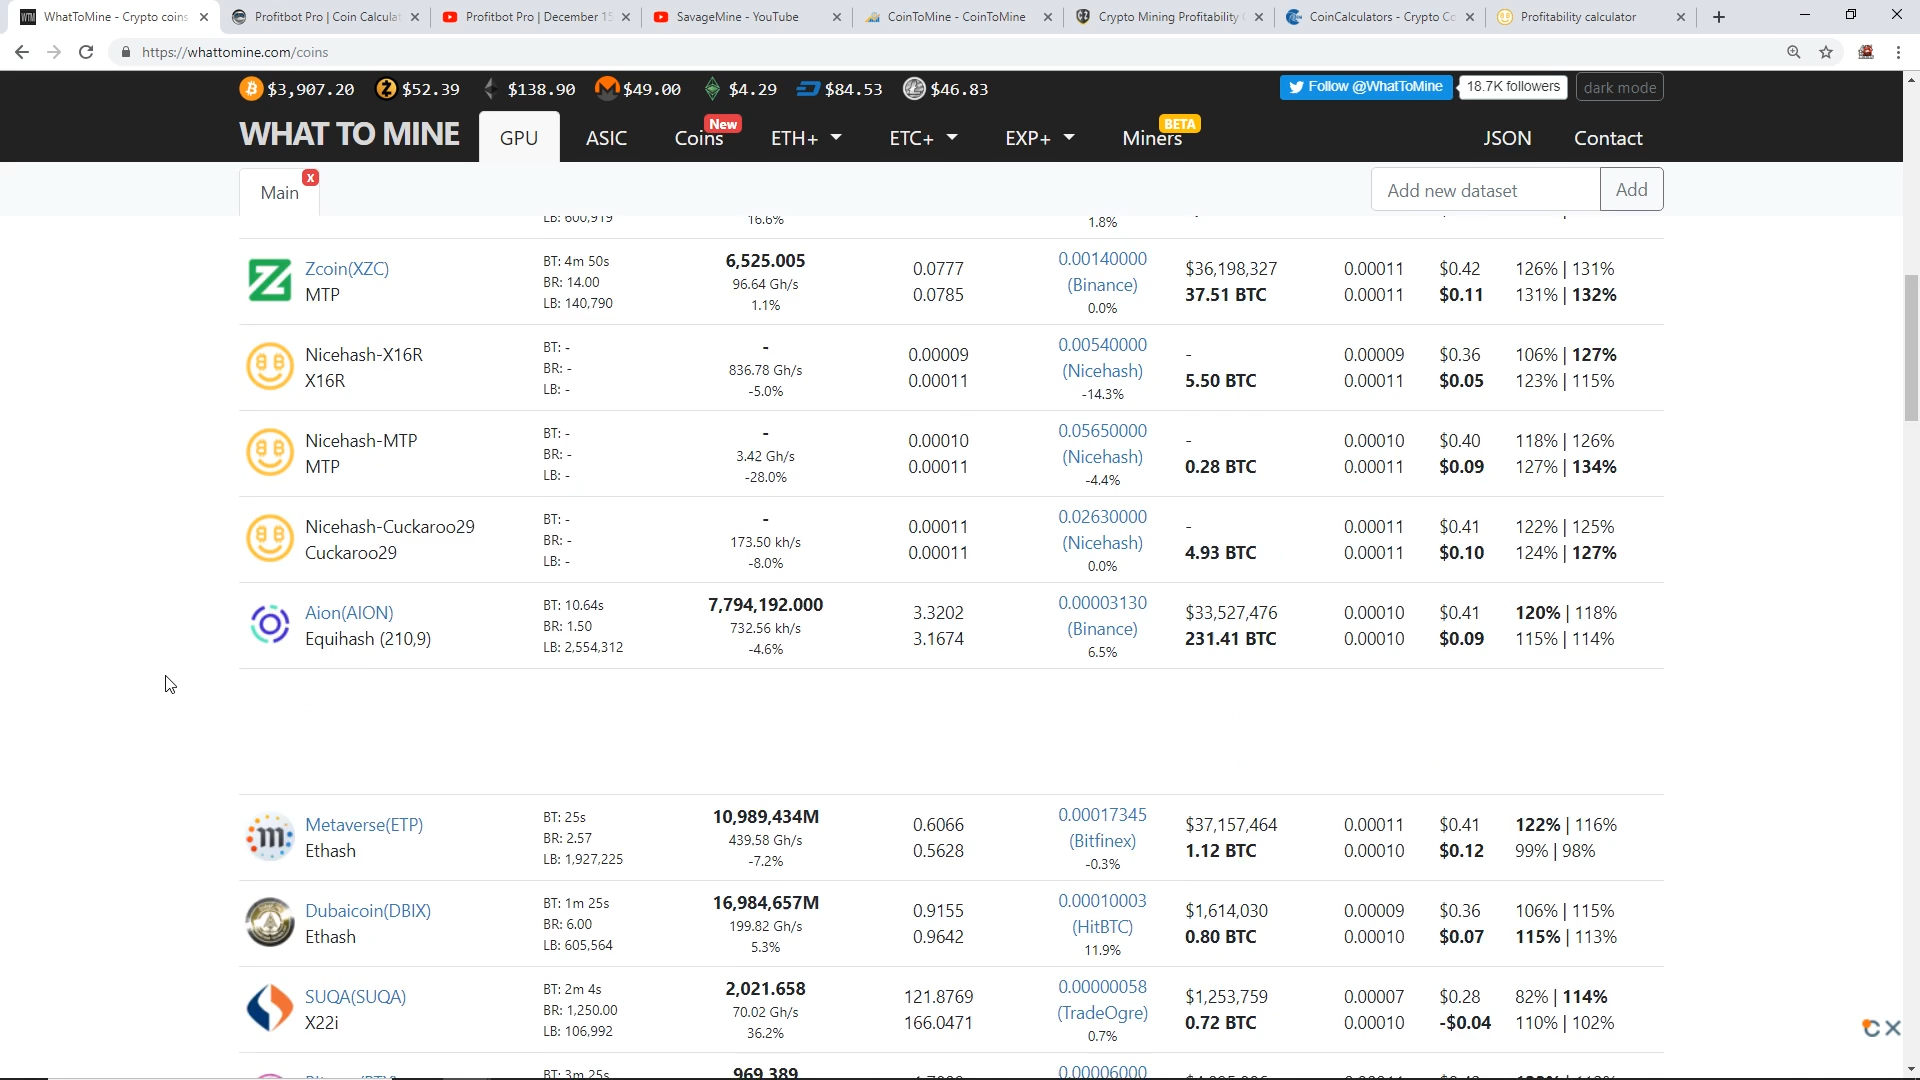 WhatToMine - Crypto coins
Profitbot Pro | Coin Calculat
Profitbot Pro | December 15
SavageMine - YouTube
CoinToMine - CoinToMine
Crypto Mining Profitability
CoinCalculators - Crypto Co
Profitability calculator
https://whattomine.com/coins
$3,907.20 $52.39 $138.90 $49.00 $4.29 $84.53 $46.83
Follow @WhatToMine 18.7K followers dark mode
WHAT TO MINE GPU ASIC Coins New ETH+ ETC+ EXP+ Miners BETA JSON Contact
Main x Add new dataset Add
LB: 600,919 16.6% 1.8%
Zcoin(XZC)
MTP
BT: 4m 50s
BR: 14.00
LB: 140,790
6,525.005
96.64 Gh/s
1.1%
0.0777
0.0785
0.00140000
(Binance)
0.0%
$36,198,327
37.51 BTC
0.00011
0.00011
$0.42
$0.11
126% | 131%
131% | 132%
Nicehash-X16R
X16R
BT: -
BR: -
LB: -
-
836.78 Gh/s
-5.0%
0.00009
0.00011
0.00540000
(Nicehash)
-14.3%
-
5.50 BTC
0.00009
0.00011
$0.36
$0.05
106% | 127%
123% | 115%
Nicehash-MTP
MTP
BT: -
BR: -
LB: -
-
3.42 Gh/s
-28.0%
0.00010
0.00011
0.05650000
(Nicehash)
-4.4%
-
0.28 BTC
0.00010
0.00011
$0.40
$0.09
118% | 126%
127% | 134%
Nicehash-Cuckaroo29
Cuckaroo29
BT: -
BR: -
LB: -
-
173.50 kh/s
-8.0%
0.00011
0.00011
0.02630000
(Nicehash)
0.0%
-
4.93 BTC
0.00011
0.00011
$0.41
$0.10
122% | 125%
124% | 127%
Aion(AION)
Equihash (210,9)
BT: 10.64s
BR: 1.50
LB: 2,554,312
7,794,192.000
732.56 kh/s
-4.6%
3.3202
3.1674
0.00003130
(Binance)
6.5%
$33,527,476
231.41 BTC
0.00010
0.00010
$0.41
$0.09
120% | 118%
115% | 114%
Metaverse(ETP)
Ethash
BT: 25s
BR: 2.57
LB: 1,927,225
10,989,434M
439.58 Gh/s
-7.2%
0.6066
0.5628
0.00017345
(Bitfinex)
-0.3%
$37,157,464
1.12 BTC
0.00011
0.00010
$0.41
$0.12
122% | 116%
99% | 98%
Dubaicoin(DBIX)
Ethash
BT: 1m 25s
BR: 6.00
LB: 605,564
16,984,657M
199.82 Gh/s
5.3%
0.9155
0.9642
0.00010003
(HitBTC)
11.9%
$1,614,030
0.80 BTC
0.00009
0.00010
$0.36
$0.07
106% | 115%
115% | 113%
SUQA(SUQA)
X22i
BT: 2m 4s
BR: 1,250.00
LB: 106,992
2,021.658
70.02 Gh/s
36.2%
121.8769
166.0471
0.00000058
(TradeOgre)
0.7%
$1,253,759
0.72 BTC
0.00007
0.00010
$0.28
-$0.04
82% | 114%
110% | 102%
BT: 3m 25s
969.389
0.00006000